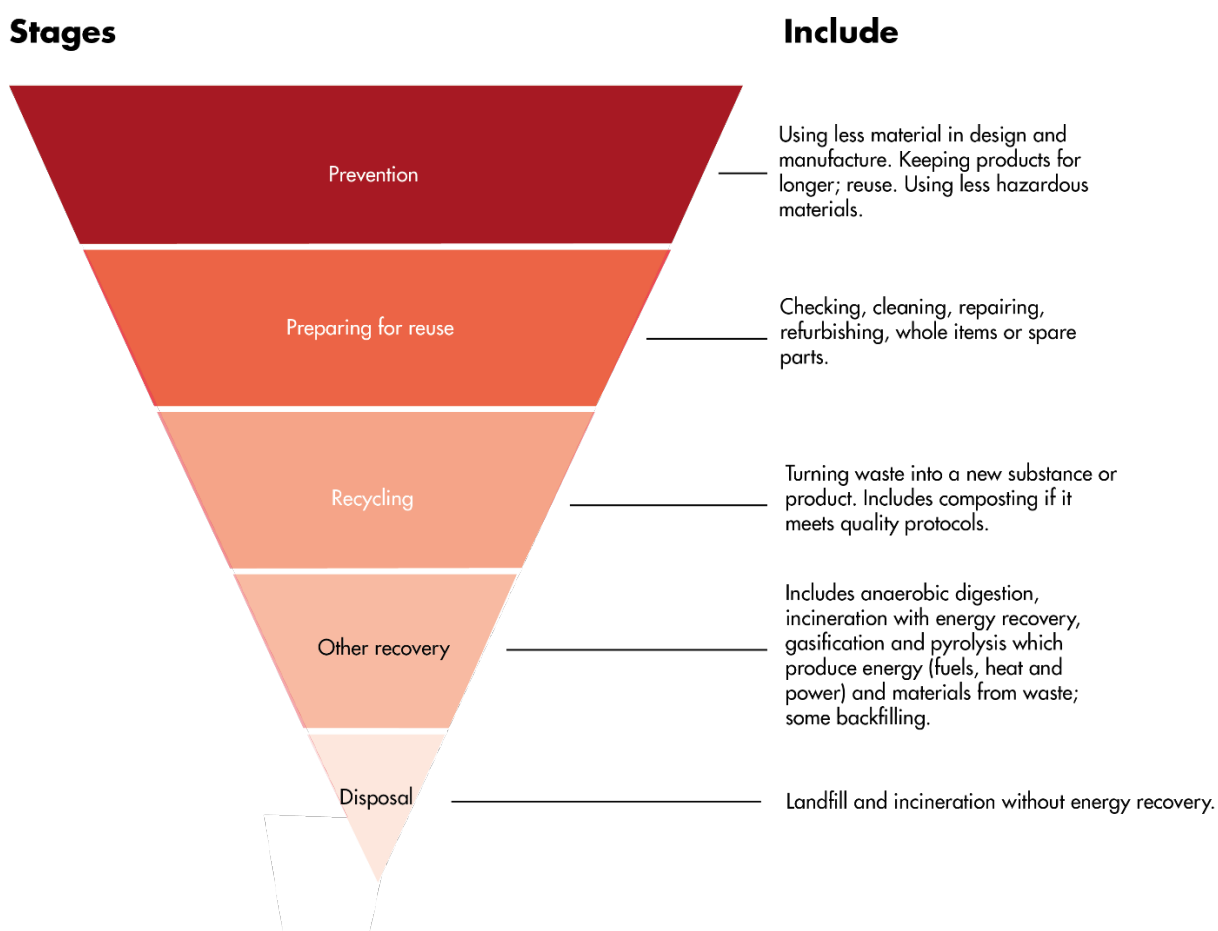 Stages
Include
Prevention
Using less material in design and
manufacture. Keeping products for
longer; reuse. Using less hazardous
materials.
Preparing for reuse
Checking, cleaning, repairing,
refurbishing, whole items or spare
parts.
Recycling
Turning waste into a new substance or
product. Includes composting if it
meets quality protocols.
Other recovery
Includes anaerobic digestion,
incineration with energy recovery,
gasification and pyrolysis which
produce energy (fuels, heat and
power) and materials from waste;
some backfilling.
Disposal
Landfill and incineration without energy recovery.